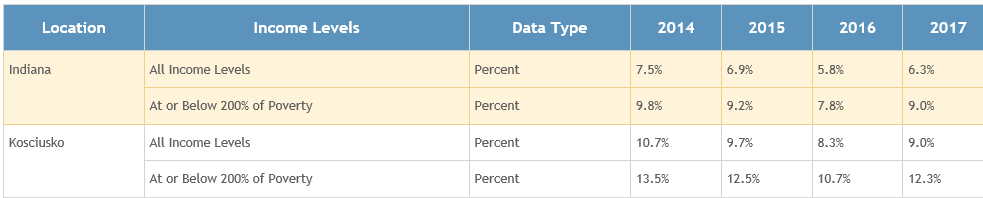 Location Income Levels Data Type 2014 2015 2016 2017
Indiana All Income Levels Percent 7.5% 6.9% 5.8% 6.3%
At or Below 200% of Poverty Percent 9.8% 9.2% 7.8% 9.0%
Kosciusko All Income Levels Percent 10.7% 9.7% 8.3% 9.0%
At or Below 200% of Poverty Percent 13.5% 12.5% 10.7% 12.3%